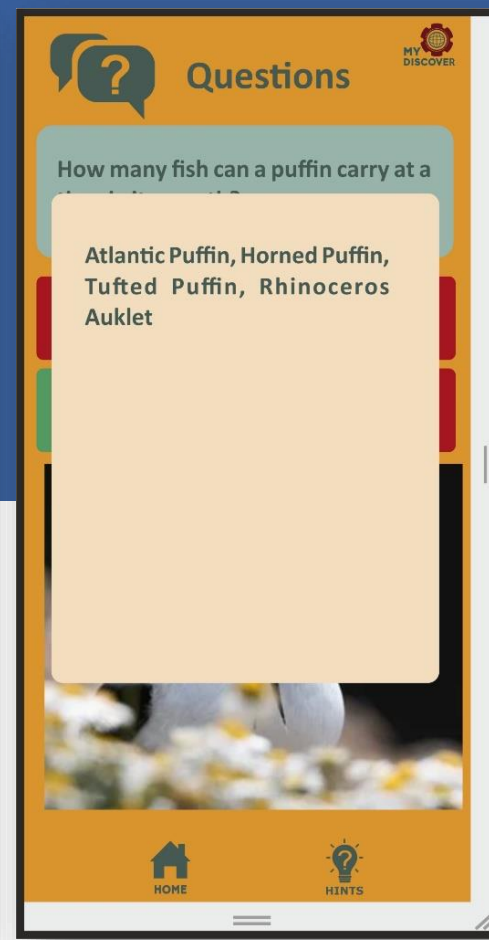 ?
Questions
MY
DISCOVER
How many fish can a puffin carry at a
Atlantic Puffin, Horned Puffin,
Tufted Puffin, Rhinoceros
Auklet
?
HOME
HINTS